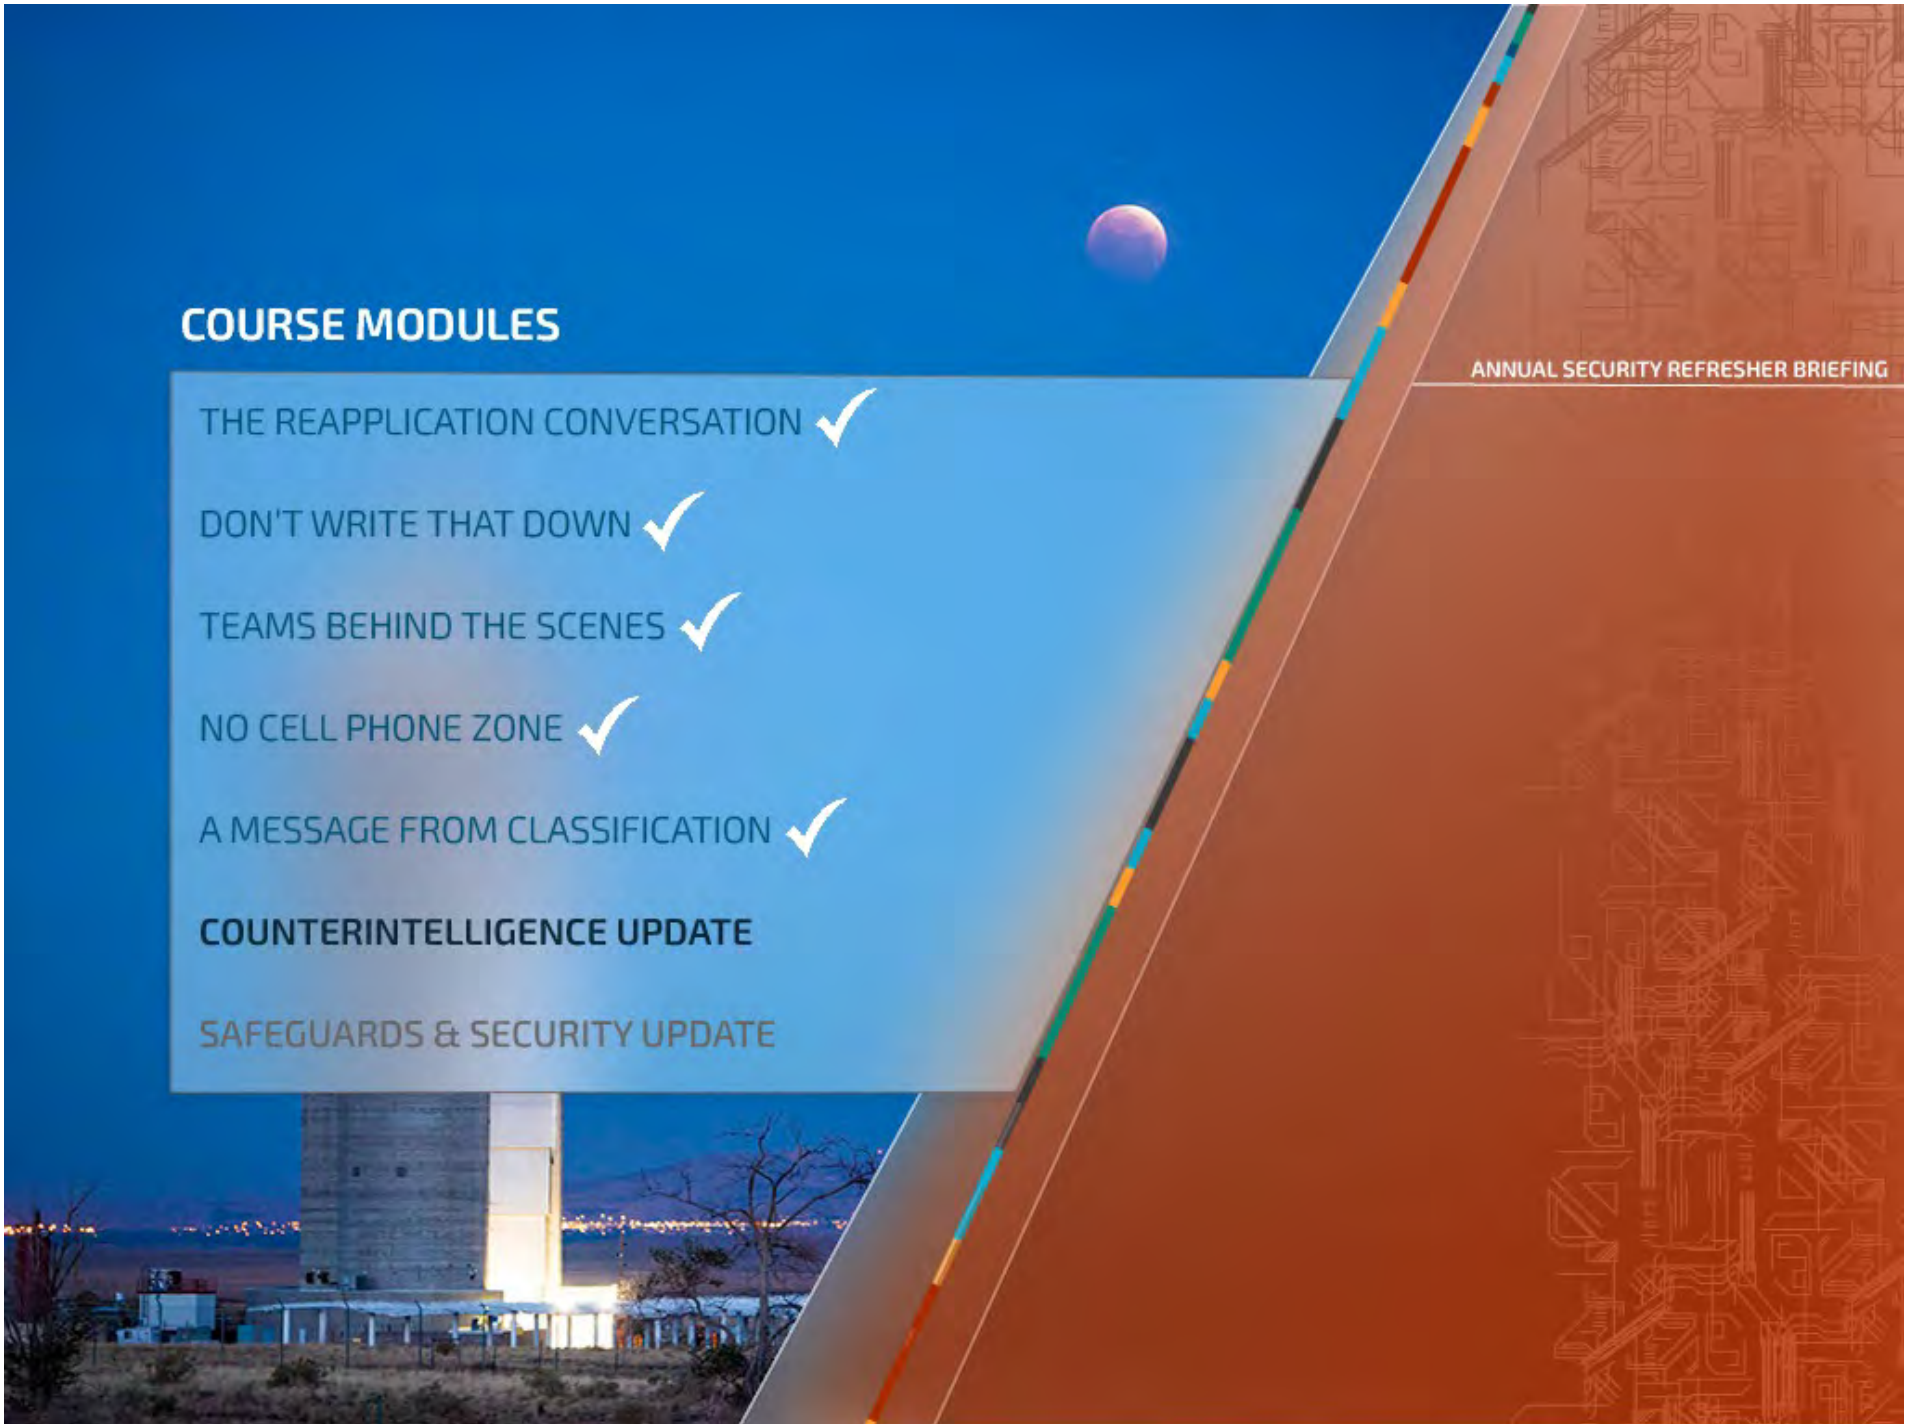 COURSE MODULES
ANNUAL SECURITY REFRESHER BRIEFING
THE REAPPLICATION CONVERSATION
DON'T WRITE THAT DOWN
TEAMS BEHIND THE SCENES
NO CELL PHONE ZONE
A MESSAGE FROM CLASSIFICATION
COUNTERINTELLIGENCE UPDATE
SAFEGUARDS & SECURITY UPDATE